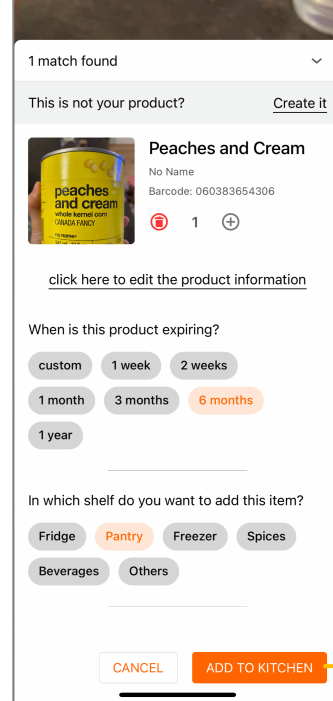 1 match found
This is not your product? Create it
Peaches and Cream
No Name
Barcode: 060383654306
peaches
and cream
whole kernel corn
CANADA FANCY
no name
1
click here to edit the product information
When is this product expiring?
custom 1 week 2 weeks
1 month 3 months 6 months
1 year
In which shelf do you want to add this item?
Fridge Pantry Freezer Spices
Beverages Others
CANCEL ADD TO KITCHEN